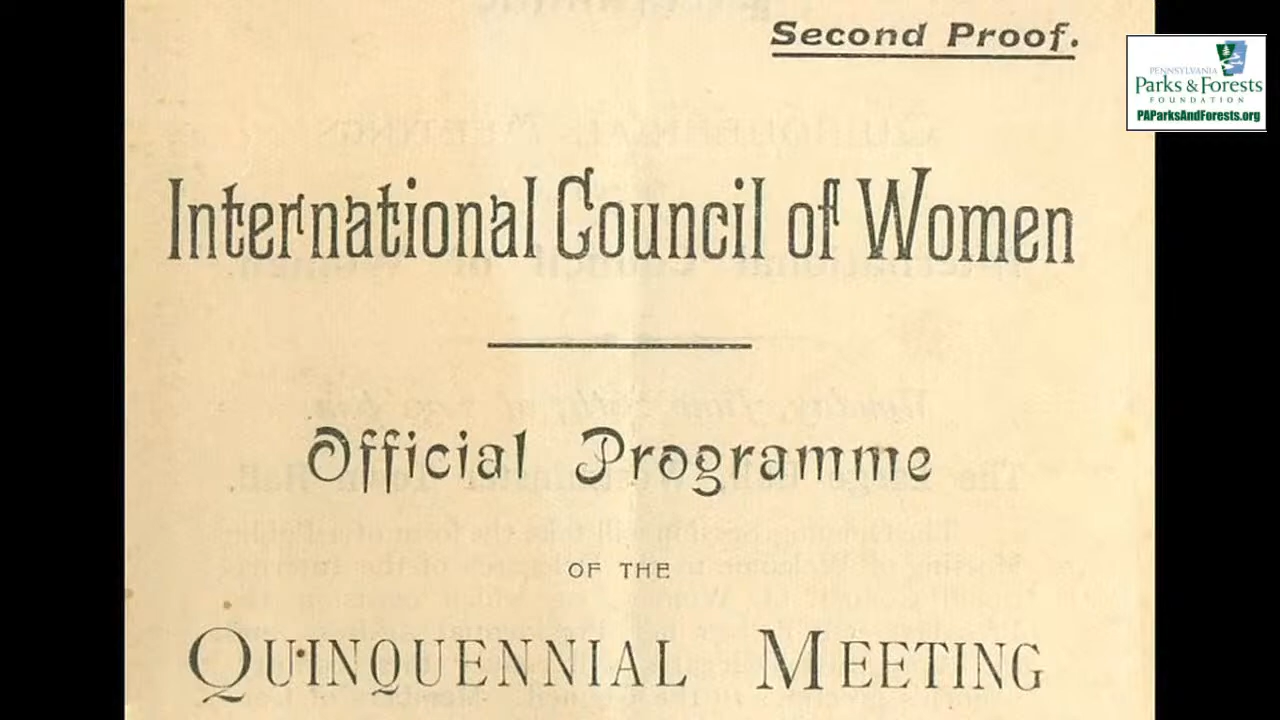 Second Proof.
PENNSYLVANIA
Parks & Forests
FOUNDATION
PAParksAndForests.org
International Council of Women
Official Programme
OF THE
QUINQUENNIAL MEETING